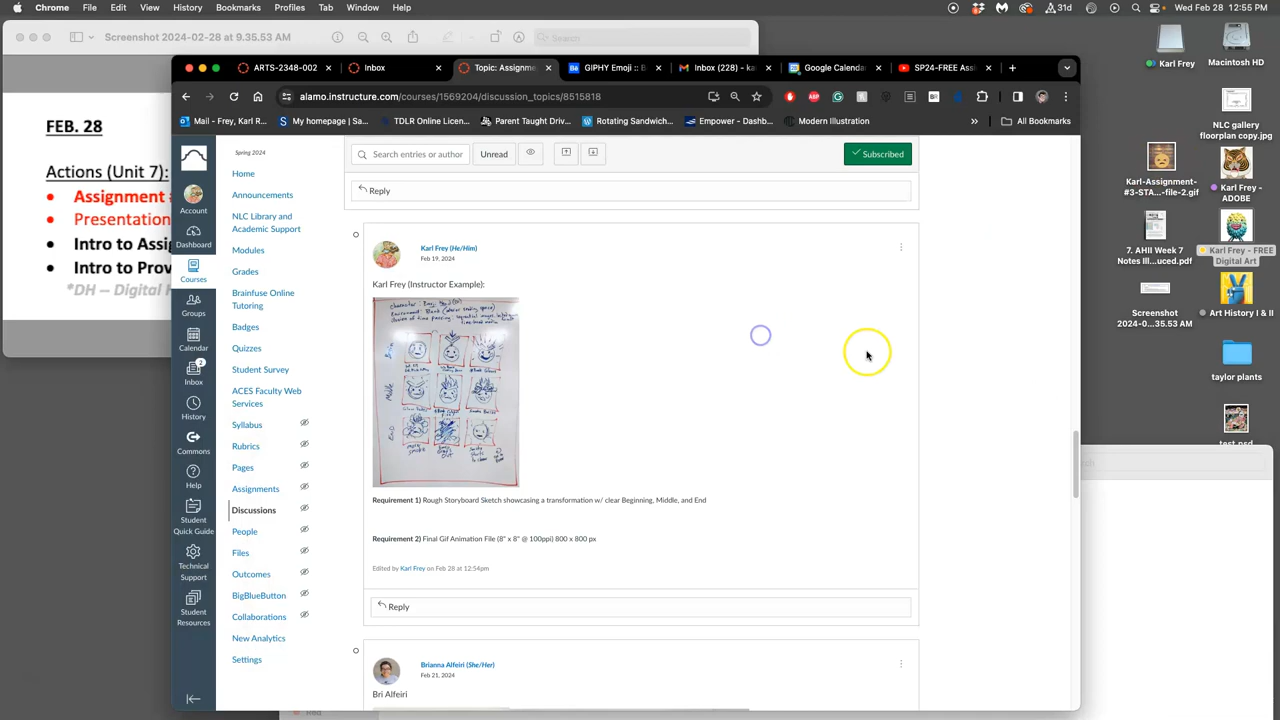 Chrome File Edit View History Bookmarks Profiles Tab Window Help
31d
Wed Feb 28 12:55 PM
Screenshot 2024-02-28 at 9.35.53 AM
Search
FEB. 28
Actions (Unit 7):
Assignment
Presentation
Intro to Assig
Intro to Prov
*DH – Digital H
ARTS-2348-002
Inbox
Topic: Assignme
GIPHY Emoji :: B
Inbox (228) - ka
Google Calenda
SP24-FREE Assi
alamo.instructure.com/courses/1569204/discussion_topics/8515818
Mail - Frey, Karl R...
My homepage | Sa...
TDLR Online Licen...
Parent Taught Driv...
Rotating Sandwich...
Empower - Dashb...
Modern Illustration
»
All Bookmarks
Account
Dashboard
Courses
Groups
Calendar
2
Inbox
History
Commons
Help
Student
Quick Guide
Technical
Support
Student
Resources
Spring 2024
Home
Announcements
NLC Library and
Academic Support
Modules
Grades
Brainfuse Online
Tutoring
Badges
Quizzes
Student Survey
ACES Faculty Web
Services
Syllabus
Rubrics
Pages
Assignments
Discussions
People
Files
Outcomes
BigBlueButton
Collaborations
New Analytics
Settings
Search entries or author
Unread
Subscribed
Reply
Karl Frey (He/Him)
Feb 19, 2024
Karl Frey (Instructor Example):
Requirement 1) Rough Storyboard Sketch showcasing a transformation w/ clear Beginning, Middle, and End
Requirement 2) Final Gif Animation File (8" x 8" @ 100ppi) 800 x 800 px
Edited by Karl Frey on Feb 28 at 12:54pm
Reply
Brianna Alfeiri (She/Her)
Feb 21, 2024
Bri Alfeiri
Karl Frey
Macintosh HD
NLC gallery
floorplan copy.jpg
Karl-Assignment-
#3-STA...-file-2.gif
Karl Frey -
ADOBE
7. AHII Week 7
Notes Ill...uced.pdf
Karl Frey - FREE
Digital Art
Screenshot
2024-0...35.53 AM
Art History I & II
taylor plants
test.psd
Red